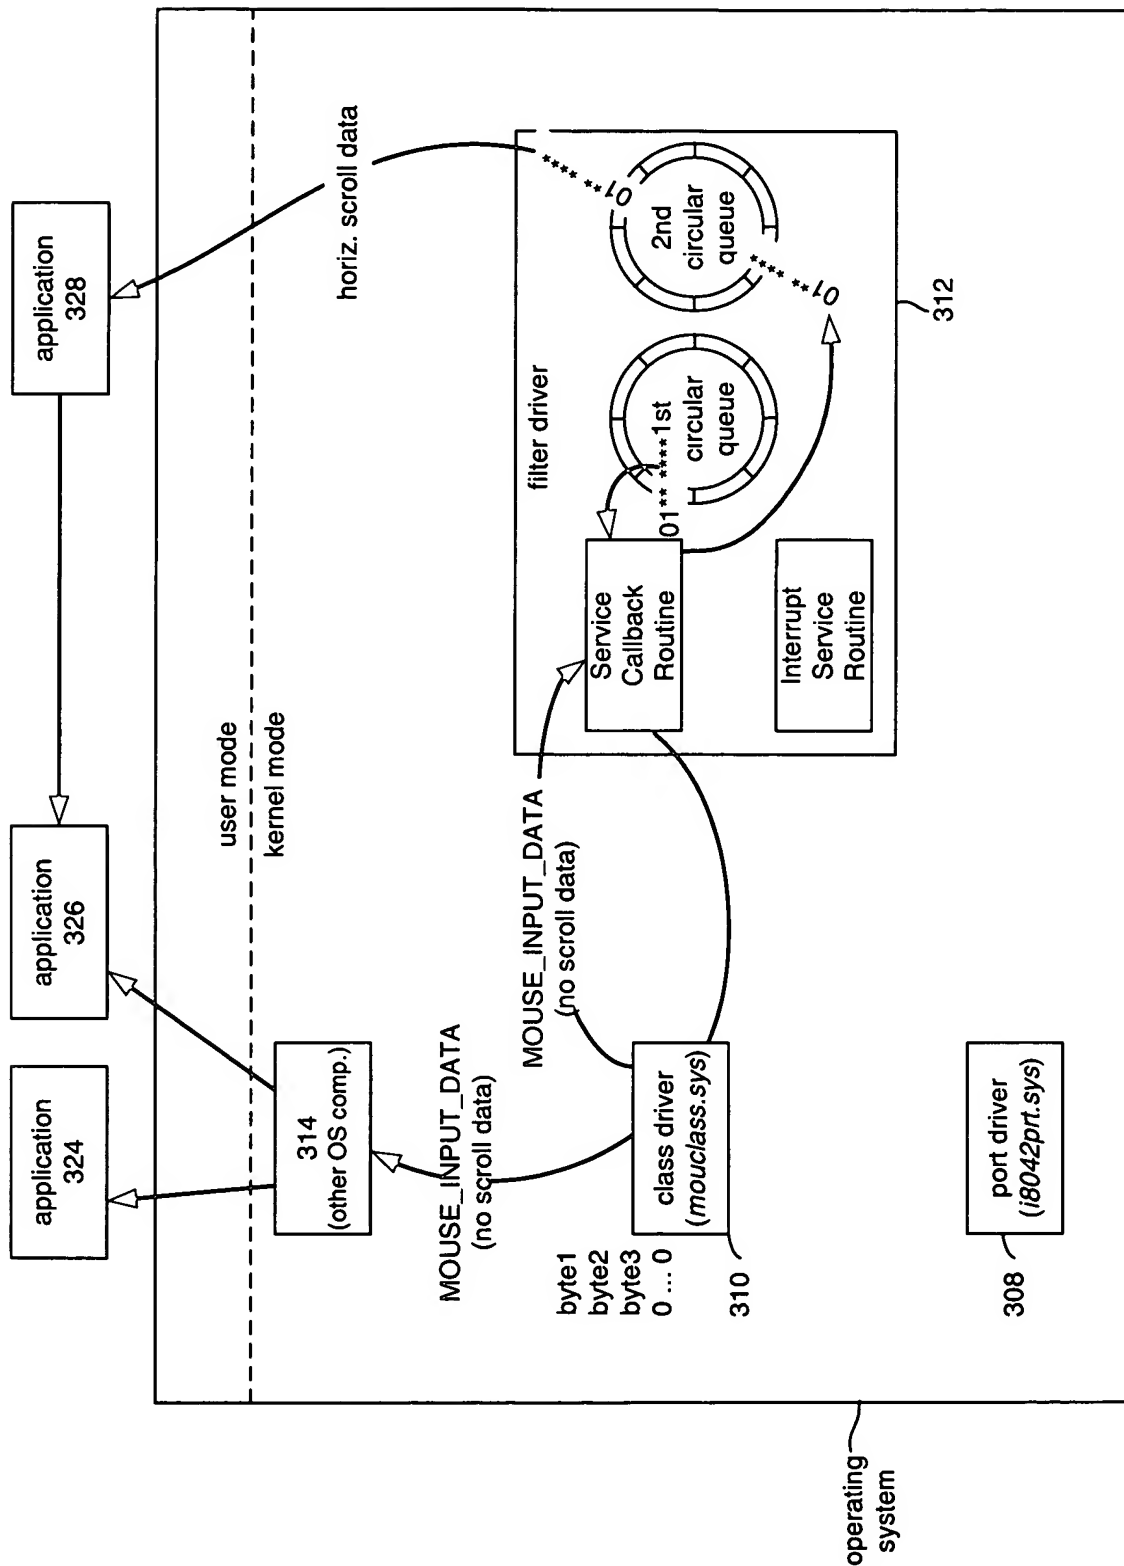 application
324
application
326
application
328
user mode
kernel mode
horiz. scroll data
314
(other OS comp.)
MOUSE_INPUT_DATA
(no scroll data)
MOUSE_INPUT_DATA
(no scroll data)
filter driver
byte1
byte2
byte3
0 ... 0
class driver
(mouclass.sys)
310
Service
Callback
Routine
01** ****
1st
circular
queue
01** ****
2nd
circular
queue
01** ****
Interrupt
Service
Routine
312
port driver
(i8042prt.sys)
308
operating
system